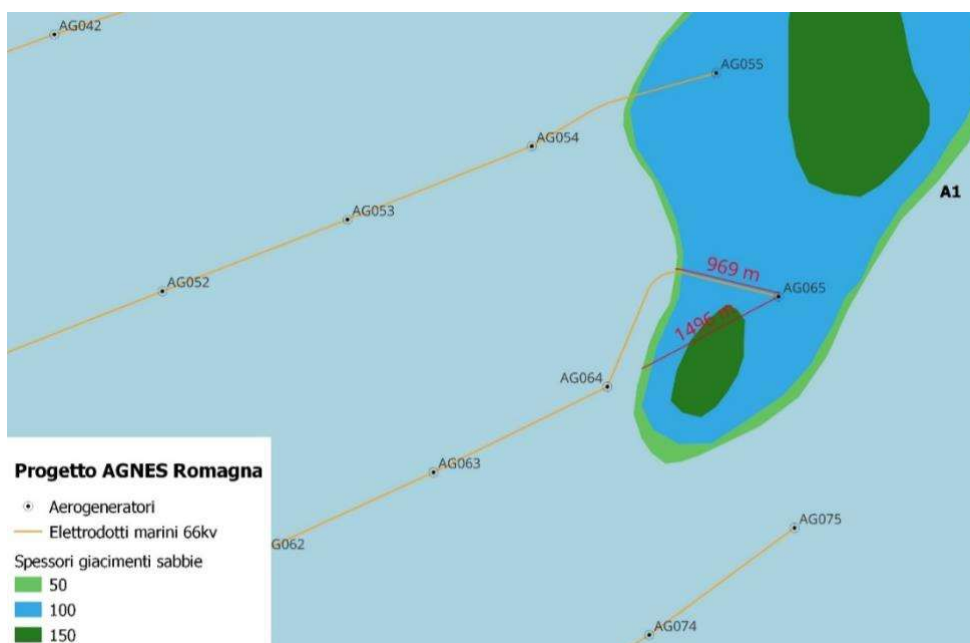 AG042
AG055
AG054
A1
AG053
969 m
AG065
AG052
1496 m
AG064
Progetto AGNES Romagna
AG063
Aerogeneratori
AG075
Elettrodotti marini 66kv
G062
Spessori giacimenti sabbie
50
100
150
AG074